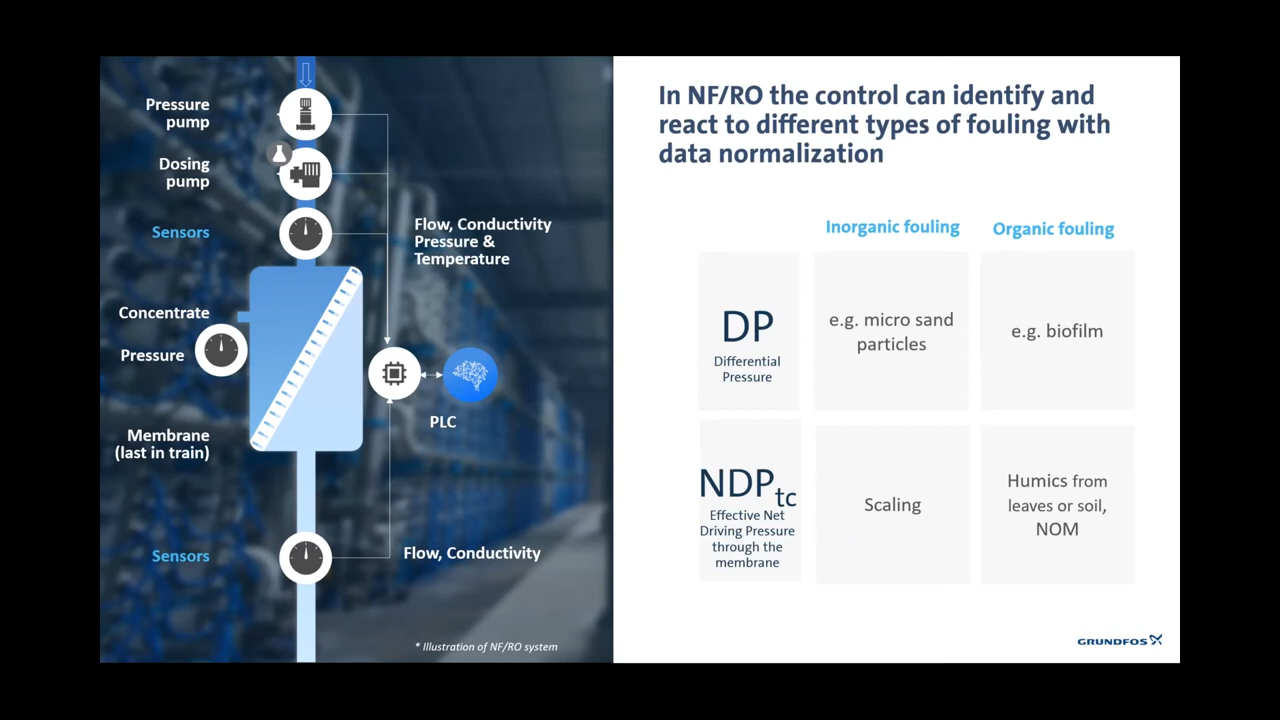 Pressure
pump
Dosing
pump
Sensors
Flow, Conductivity
Pressure &
Temperature
Concentrate
Pressure
PLC
Membrane
(last in train)
Sensors
Flow, Conductivity
* Illustration of NF/RO system
In NF/RO the control can identify and
react to different types of fouling with
data normalization
Inorganic fouling
Organic fouling
DP
Differential
Pressure
e.g. micro sand
particles
e.g. biofilm
NDPtc
Effective Net
Driving Pressure
through the
membrane
Scaling
Humics from
leaves or soil,
NOM
GRUNDFOS